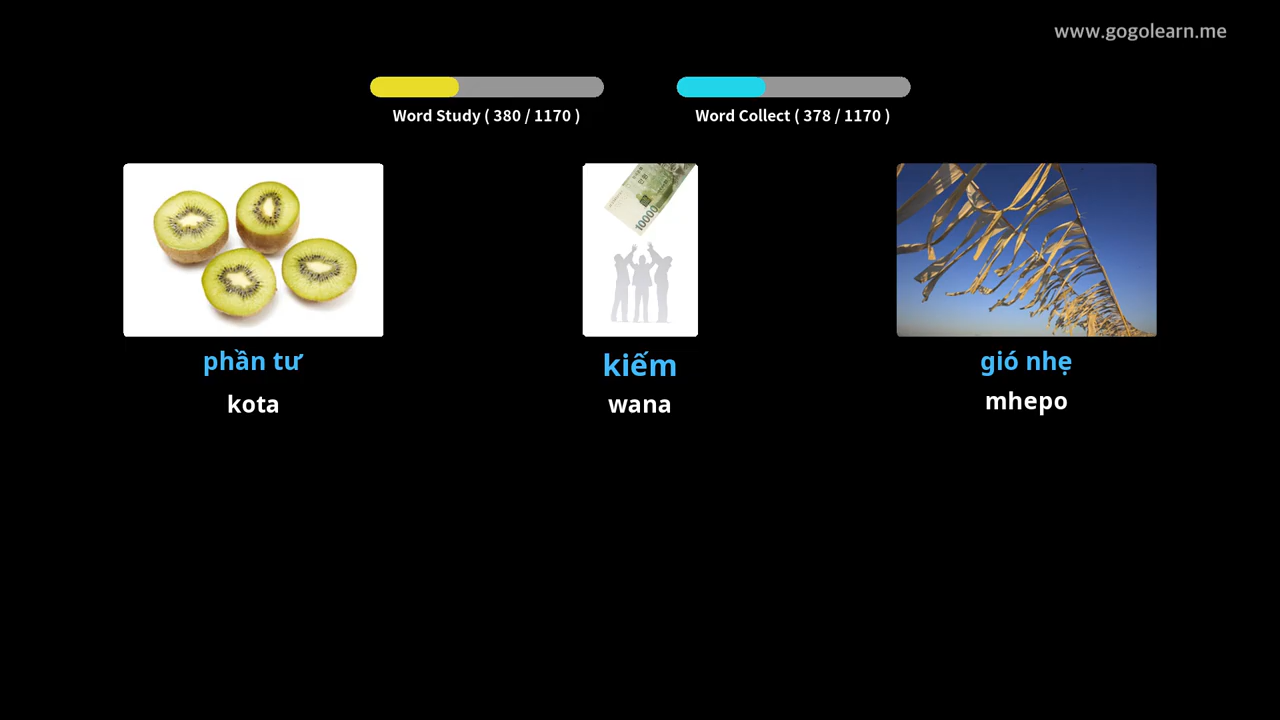 www.gogolearn.me
Word Study ( 380 / 1170 )
Word Collect ( 378 / 1170 )
10000
phần tư
kiếm
gió nhẹ
kota
wana
mhepo